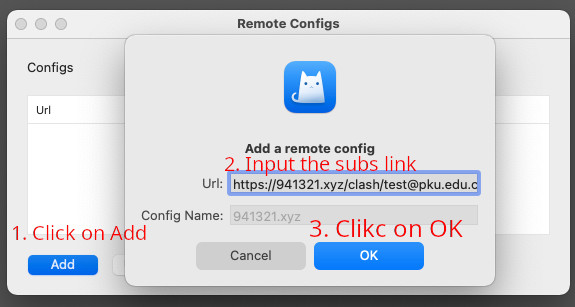 Remote Configs
Configs
Url
Add a remote config
2. Input the subs link
Url: https://941321.xyz/clash/test@pku.edu.c
Config Name: 941321.xyz
1. Click on Add
3. Clikc on OK
Add
Cancel
OK